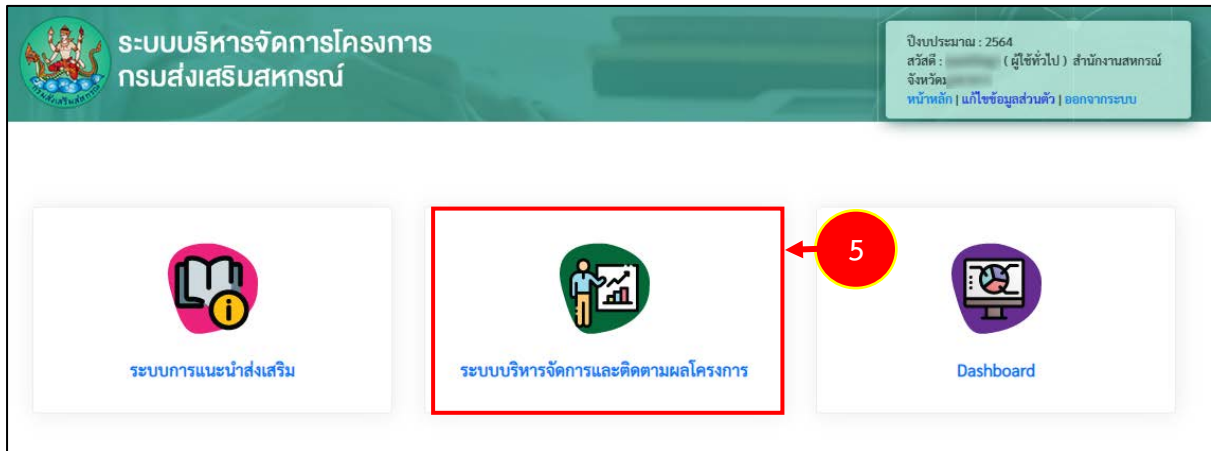 ระบบบริหารจัดการโครงการ
กรมส่งเสริมสหกรณ์
ปีงบประมาณ : 2564
สวัสดี : ( ผู้ใช้ทั่วไป ) สำนักงานสหกรณ์
จังหวัด
หน้าหลัก | แก้ไขข้อมูลส่วนตัว | ออกจากระบบ
5
ระบบการแนะนำส่งเสริม
ระบบบริหารจัดการและติดตามผลโครงการ
Dashboard